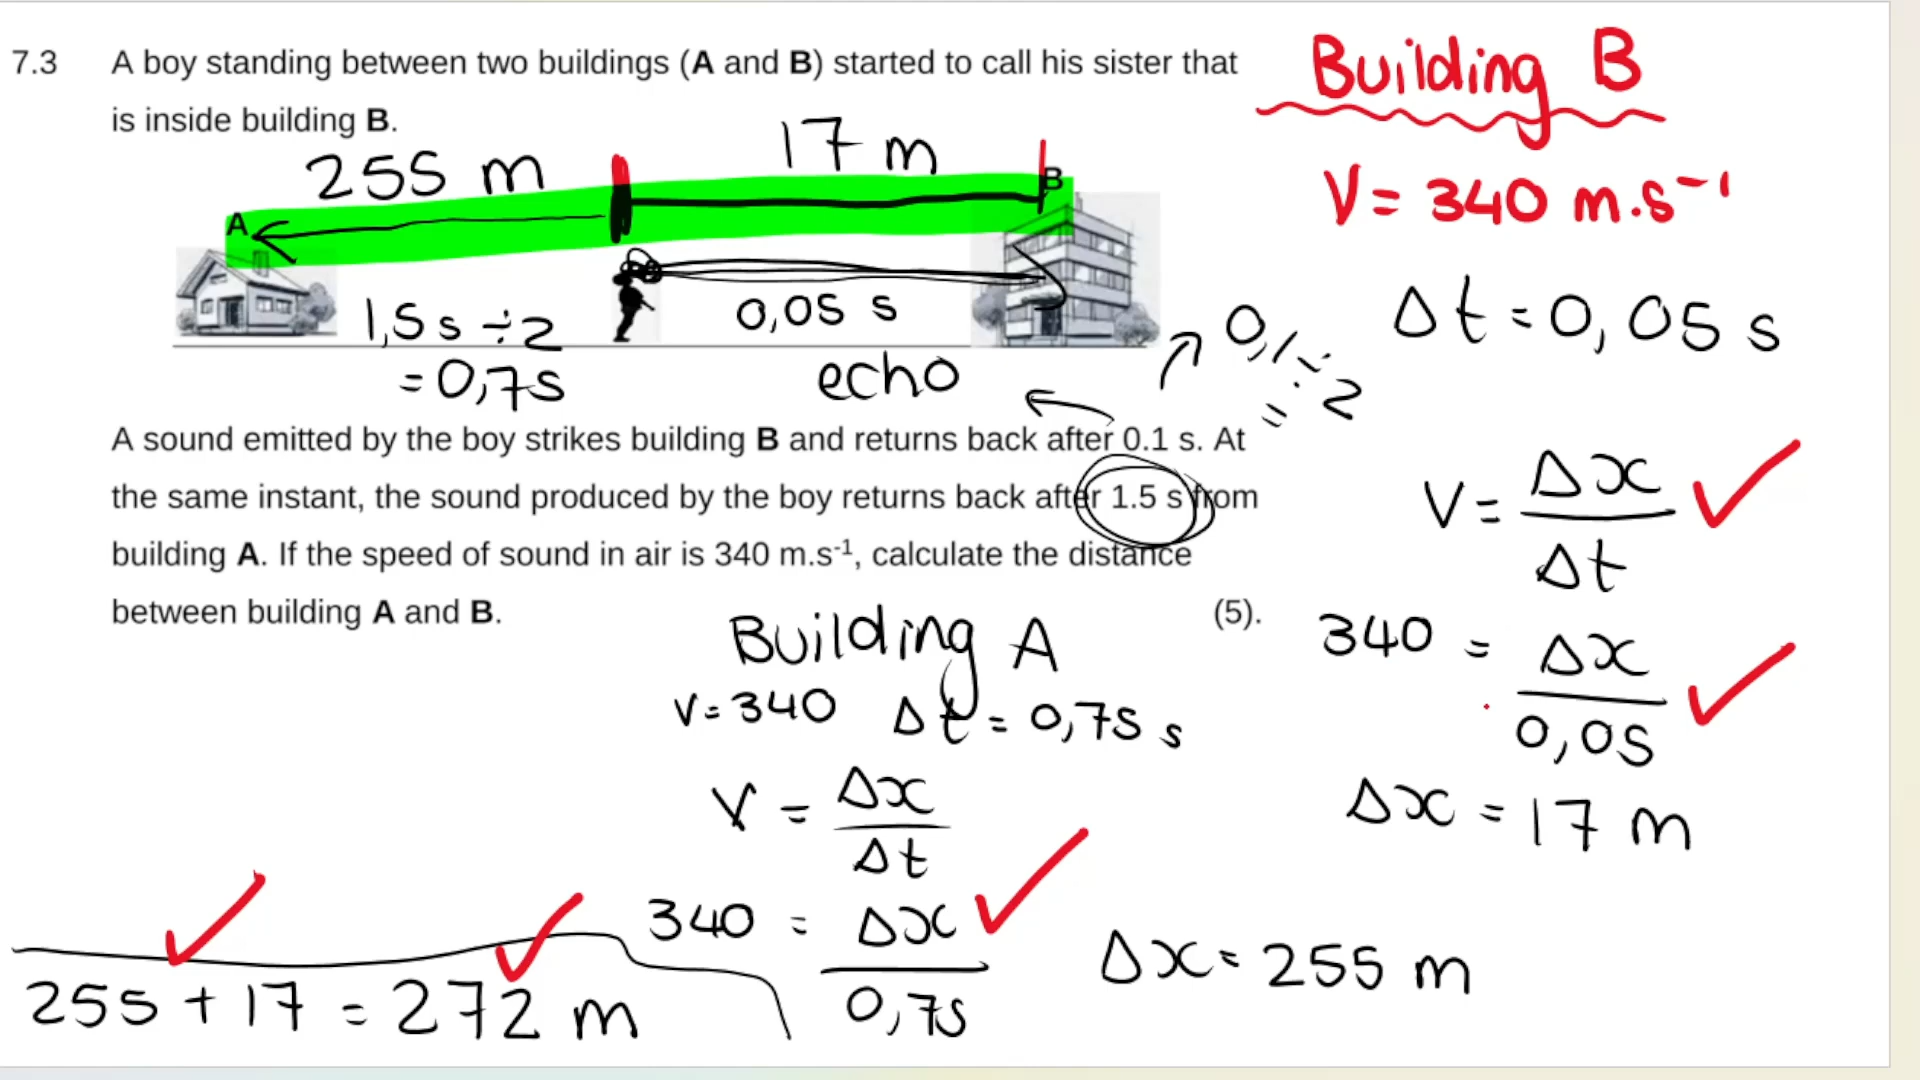 7.3 A boy standing between two buildings (A and B) started to call his sister that
is inside building B.
255 m
17 m
A
B
1,5 s ÷ 2
= 0,75
0,05 s
echo
0,1 ÷ 2
=
A sound emitted by the boy strikes building B and returns back after 0.1 s. At
the same instant, the sound produced by the boy returns back after 1.5 s from
building A. If the speed of sound in air is 340 m.s-1, calculate the distance
between building A and B. (5).
Building B
V = 340 m.s-1
Δt = 0,05 s
V = Δx
Δt
340 = Δx
0,05
Δx = 17 m
Building A
V = 340 Δt = 0,75 s
V = Δx
Δt
340 = Δx
0,75
Δx = 255 m
255 + 17 = 272 m